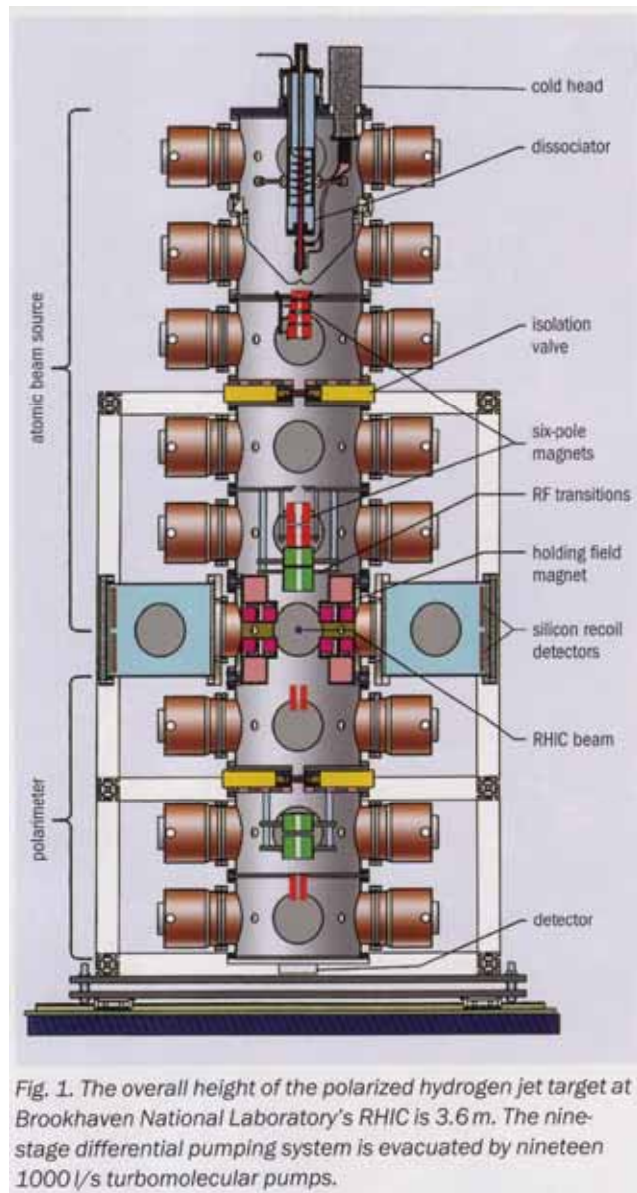 cold head
dissociator
isolation
valve
six-pole
magnets
RF transitions
holding field
magnet
silicon recoil
detectors
RHIC beam
detector
atomic beam source
polarimeter
Fig. 1. The overall height of the polarized hydrogen jet target at
Brookhaven National Laboratory's RHIC is 3.6 m. The nine-
stage differential pumping system is evacuated by nineteen
1000 l/s turbomolecular pumps.